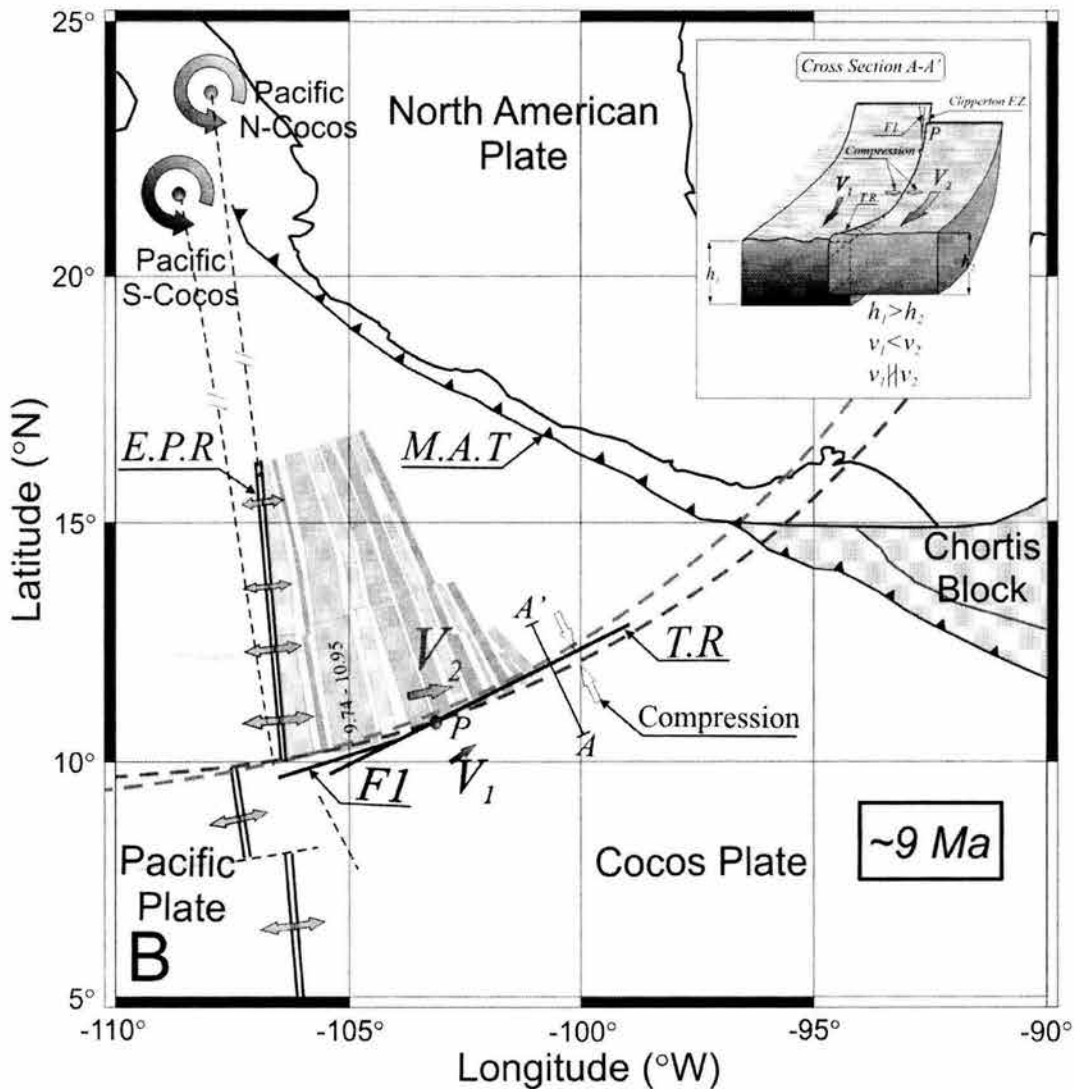 25°
20°
15°
10°
5°
Latitude (°N)
-110°
-105°
-100°
-95°
-90°
Longitude (°W)
Pacific
N-Cocos
Pacific
S-Cocos
North American
Plate
Cross Section A-A'
Clipperton F.Z.
F1
P
Compression
V1
V2
T.R.
h1
h1>h2
v1<v2
v1∦v2
E.P.R
M.A.T
Chortis
Block
9.74 - 10.95
V2
A'
T.R
P
Compression
A
V1
F1
Pacific
Plate
Cocos Plate
~9 Ma
B